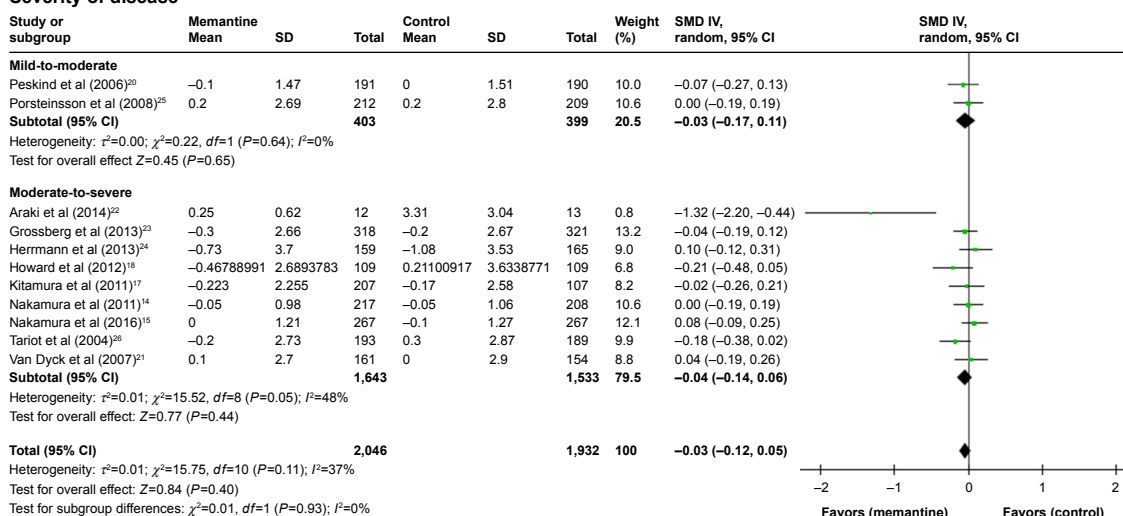 Severity of disease
Study or Memantine Control Weight SMD IV, SMD IV,
subgroup Mean SD Total Mean SD Total (%) random, 95% CI random, 95% CI
Mild-to-moderate
Peskind et al (2006)²⁰ –0.1 1.47 191 0 1.51 190 10.0 –0.07 (–0.27, 0.13)
Porsteinsson et al (2008)²⁵ 0.2 2.69 212 0.2 2.8 209 10.6 0.00 (–0.19, 0.19)
Subtotal (95% CI) 403 399 20.5 –0.03 (–0.17, 0.11)
Heterogeneity: τ²=0.00; χ²=0.22, df=1 (P=0.64); I²=0%
Test for overall effect Z=0.45 (P=0.65)
Moderate-to-severe
Araki et al (2014)²² 0.25 0.62 12 3.31 3.04 13 0.8 –1.32 (–2.20, –0.44)
Grossberg et al (2013)²³ –0.3 2.66 318 –0.2 2.67 321 13.2 –0.04 (–0.19, 0.12)
Herrmann et al (2013)²⁴ –0.73 3.7 159 –1.08 3.53 165 9.0 0.10 (–0.12, 0.31)
Howard et al (2012)¹⁸ –0.46788991 2.6893783 109 0.21100917 3.6338771 109 6.8 –0.21 (–0.48, 0.05)
Kitamura et al (2011)¹⁷ –0.223 2.255 207 –0.17 2.58 107 8.2 –0.02 (–0.26, 0.21)
Nakamura et al (2011)¹⁴ –0.05 0.98 217 –0.05 1.06 208 10.6 0.00 (–0.19, 0.19)
Nakamura et al (2016)¹⁵ 0 1.21 267 –0.1 1.27 267 12.1 0.08 (–0.09, 0.25)
Tariot et al (2004)²⁶ –0.2 2.73 193 0.3 2.87 189 9.9 –0.18 (–0.38, 0.02)
Van Dyck et al (2007)²¹ 0.1 2.7 161 0 2.9 154 8.8 0.04 (–0.19, 0.26)
Subtotal (95% CI) 1,643 1,533 79.5 –0.04 (–0.14, 0.06)
Heterogeneity: τ²=0.01; χ²=15.52, df=8 (P=0.05); I²=48%
Test for overall effect: Z=0.77 (P=0.44)
Total (95% CI) 2,046 1,932 100 –0.03 (–0.12, 0.05)
Heterogeneity: τ²=0.01; χ²=15.75, df=10 (P=0.11); I²=37%
Test for overall effect: Z=0.84 (P=0.40)
Test for subgroup differences: χ²=0.01, df=1 (P=0.93); I²=0%
–2 –1 0 1 2
Favors (memantine) Favors (control)